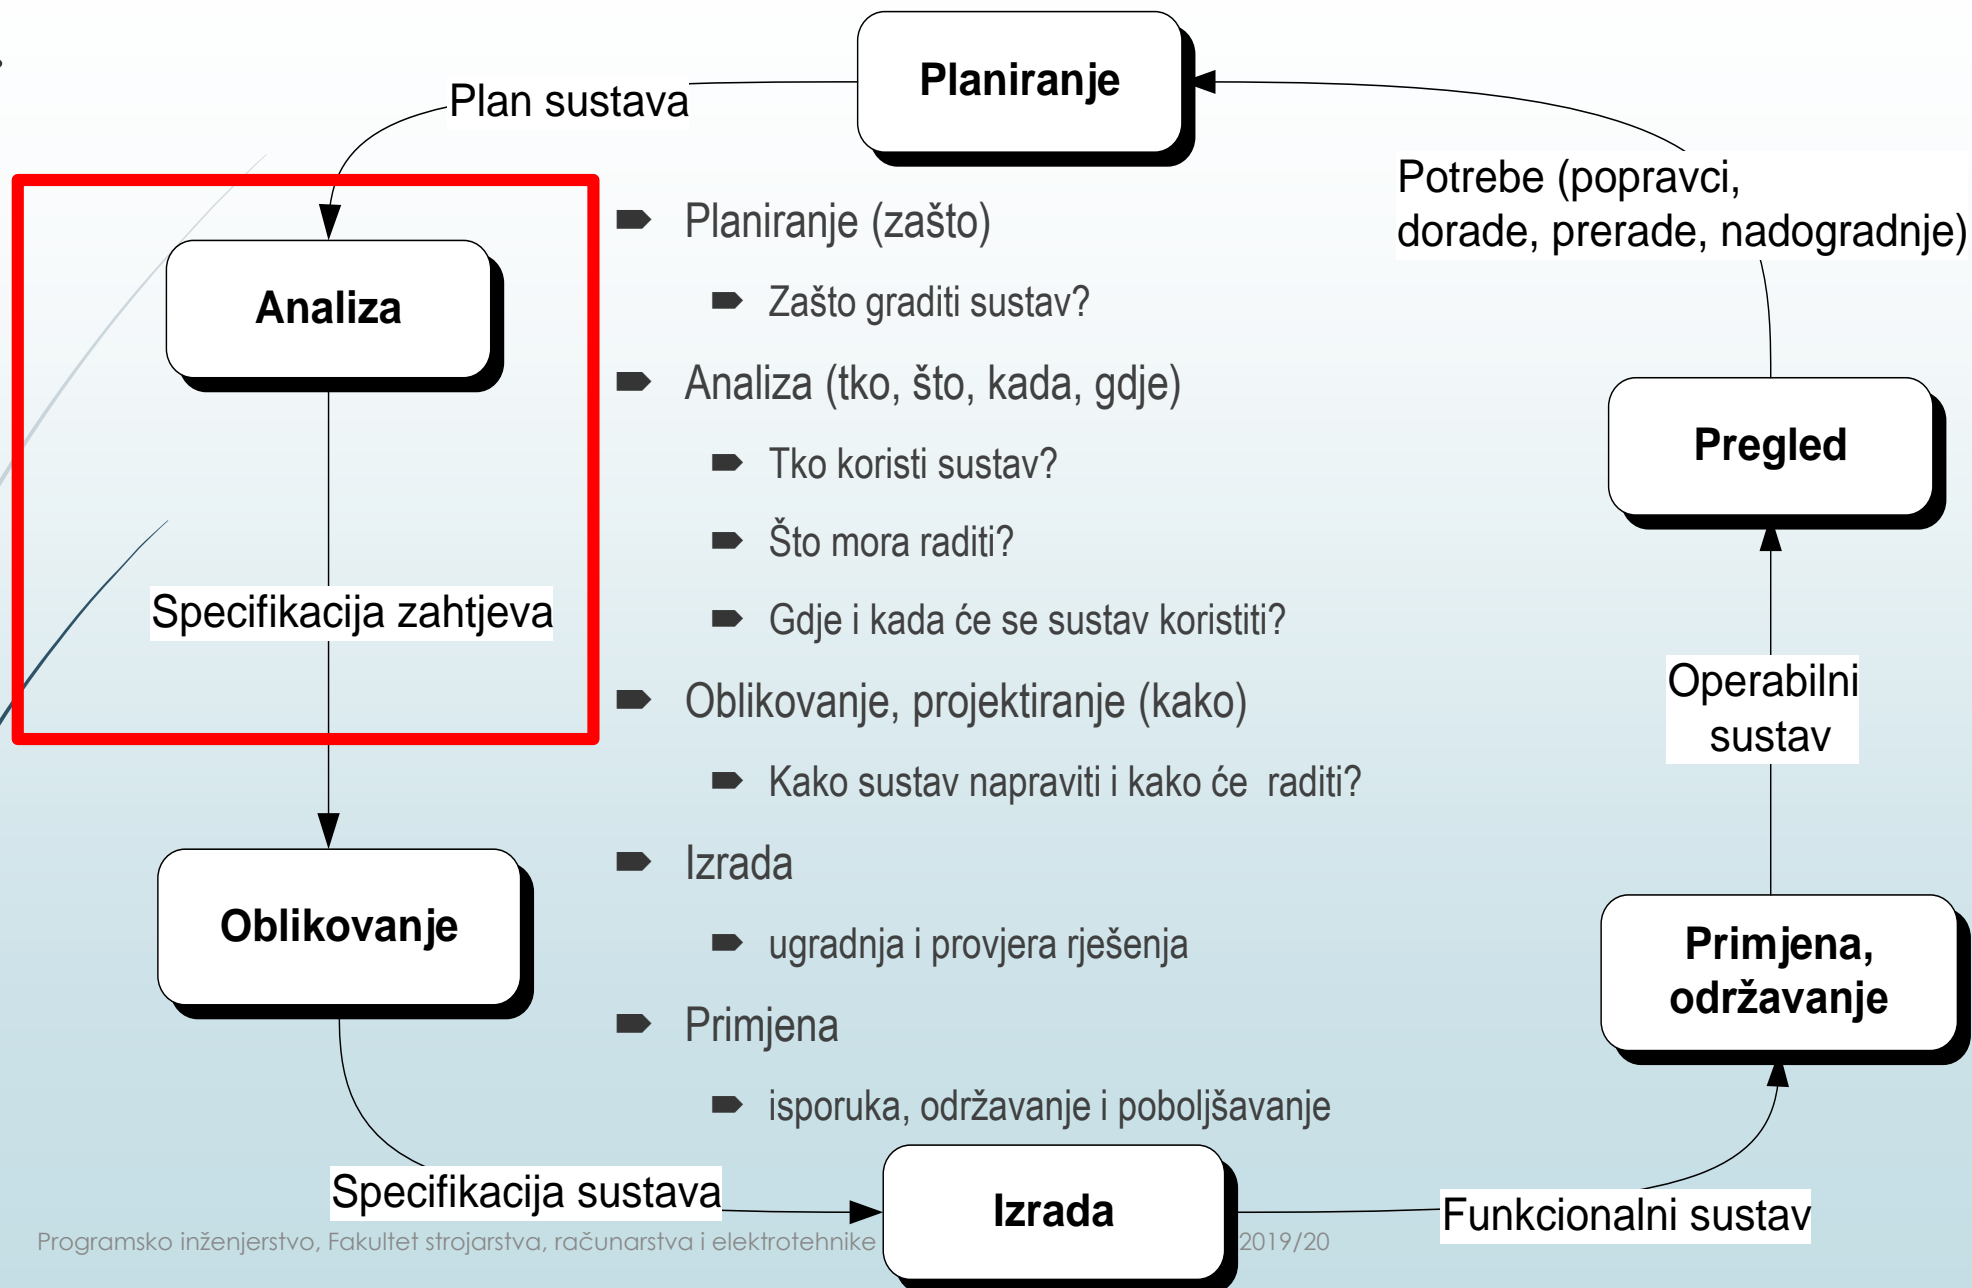 Planiranje
Plan sustava
Potrebe (popravci,
dorade, prerade, nadogradnje)
Analiza
Planiranje (zašto)
Zašto graditi sustav?
Analiza (tko, što, kada, gdje)
Tko koristi sustav?
Što mora raditi?
Gdje i kada će se sustav koristiti?
Oblikovanje, projektiranje (kako)
Kako sustav napraviti i kako će  raditi?
Izrada
ugradnja i provjera rješenja
Primjena
isporuka, održavanje i poboljšavanje
Pregled
Specifikacija zahtjeva
Operabilni
sustav
Oblikovanje
Primjena,
održavanje
Specifikacija sustava
Izrada
Funkcionalni sustav
Programsko inženjerstvo, Fakultet strojarstva, računarstva i elektrotehnike 2019/20